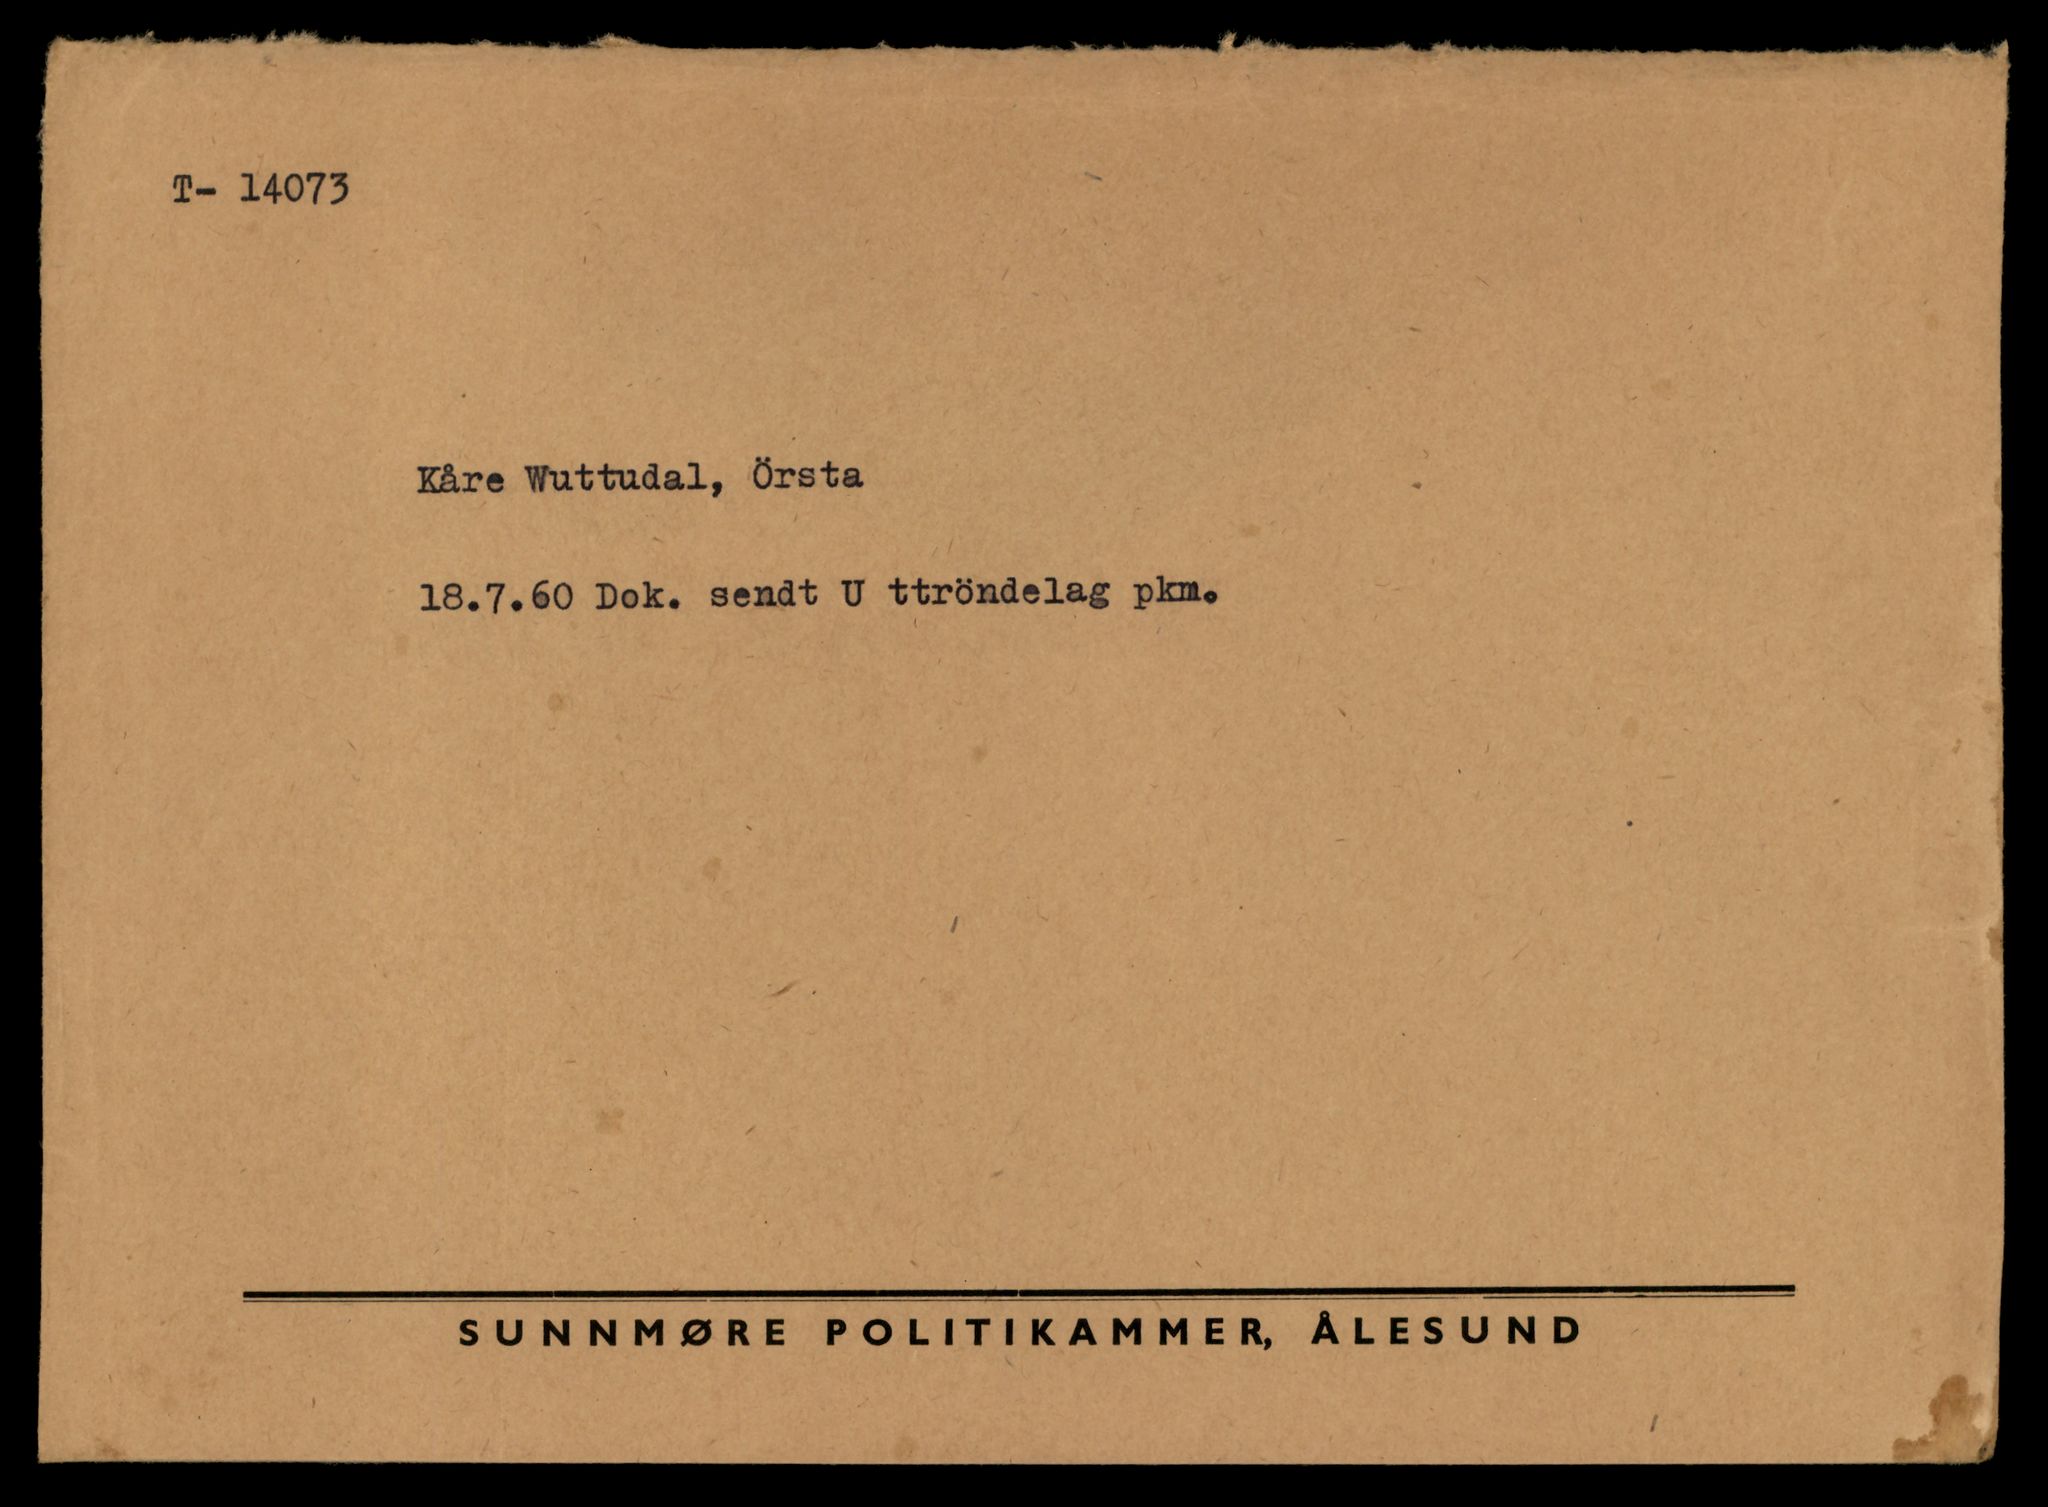 T- 14073
Kåre Wuttudal, Örsta
18.7.60 Dok. sendt U ttröndelag pkm.
SUNNMØRE POLITIKAMMER, ÅLESUND